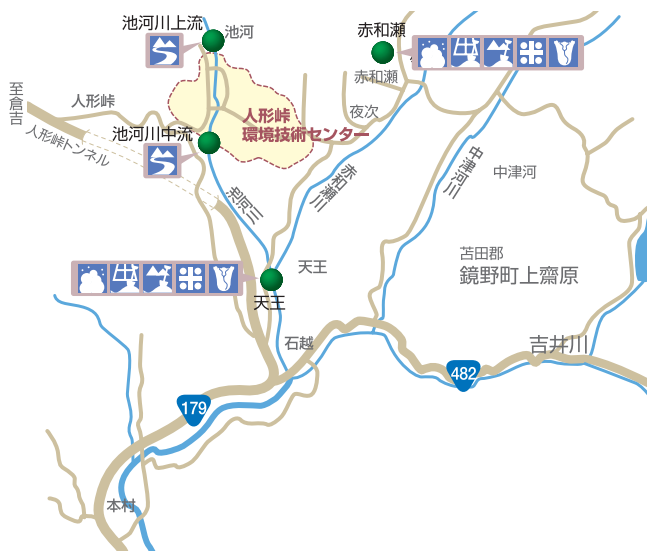 池河川上流
池河
赤和瀬
赤和瀬
至倉吉
人形峠
夜次
人形峠
環境技術センター
池河川中流
人形峠トンネル
中津河川
中津河
赤和瀬川
池河川
苫田郡
鏡野町上齋原
天王
天王
石越
吉井川
482
179
本村